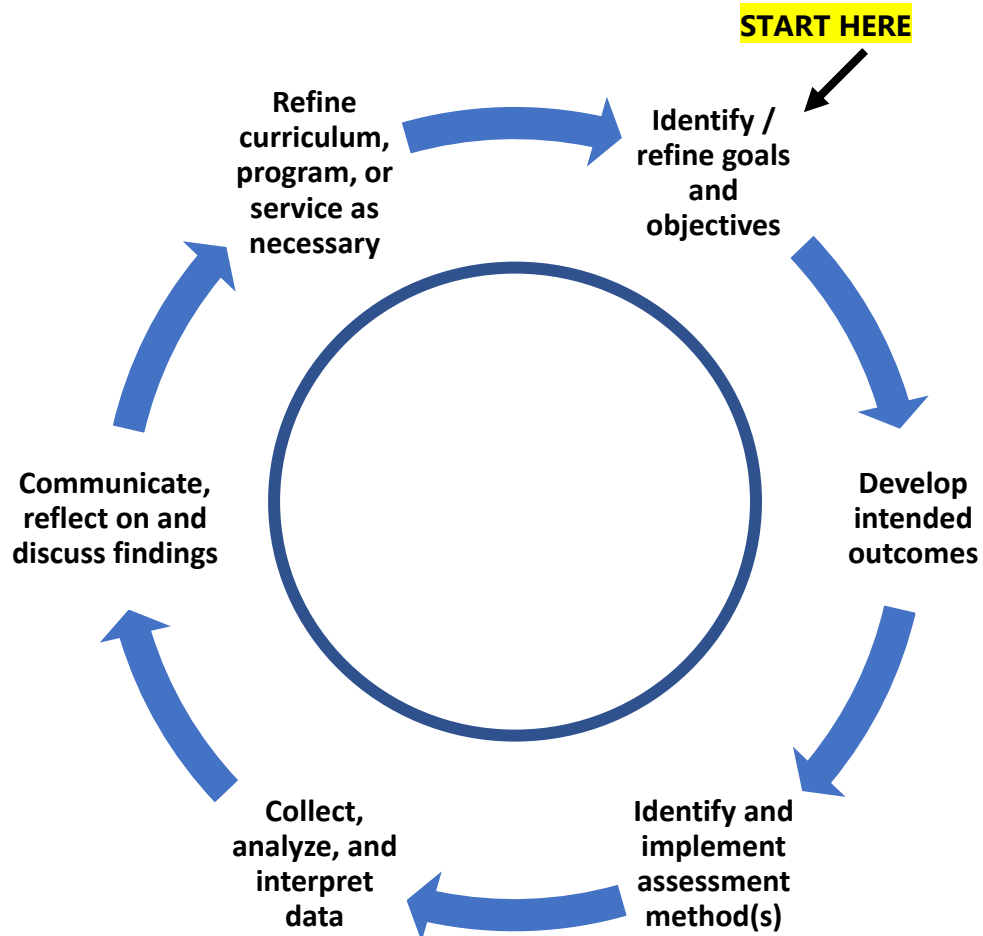 START HERE
Identify /
refine goals
and
objectives
Develop
intended
outcomes
Identify and
implement
assessment
method(s)
Collect,
analyze, and
interpret
data
Communicate,
reflect on and
discuss findings
Refine
curriculum,
program, or
service as
necessary